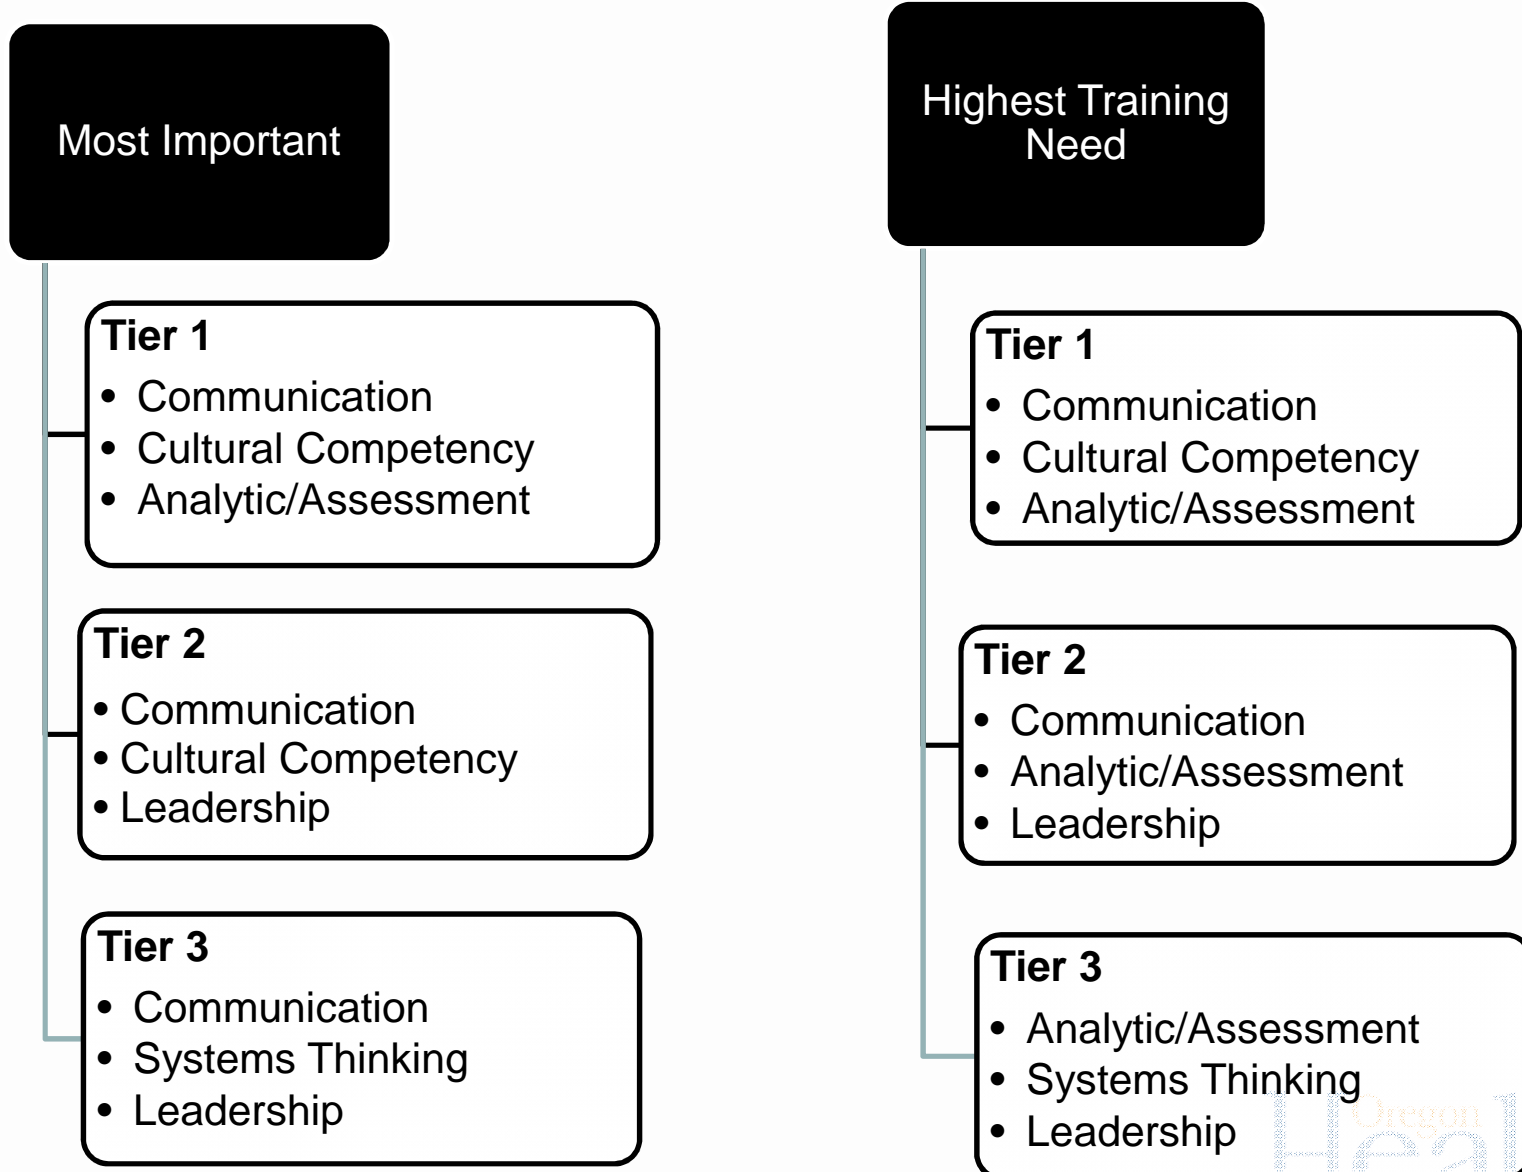 Most Important
Tier 1
• Communication
• Cultural Competency
• Analytic/Assessment
Tier 2
• Communication
• Cultural Competency
• Leadership
Tier 3
• Communication
• Systems Thinking
• Leadership
Highest Training
Need
Tier 1
• Communication
• Cultural Competency
• Analytic/Assessment
Tier 2
• Communication
• Analytic/Assessment
• Leadership
Tier 3
• Analytic/Assessment
• Systems Thinking
• Leadership
Oregon